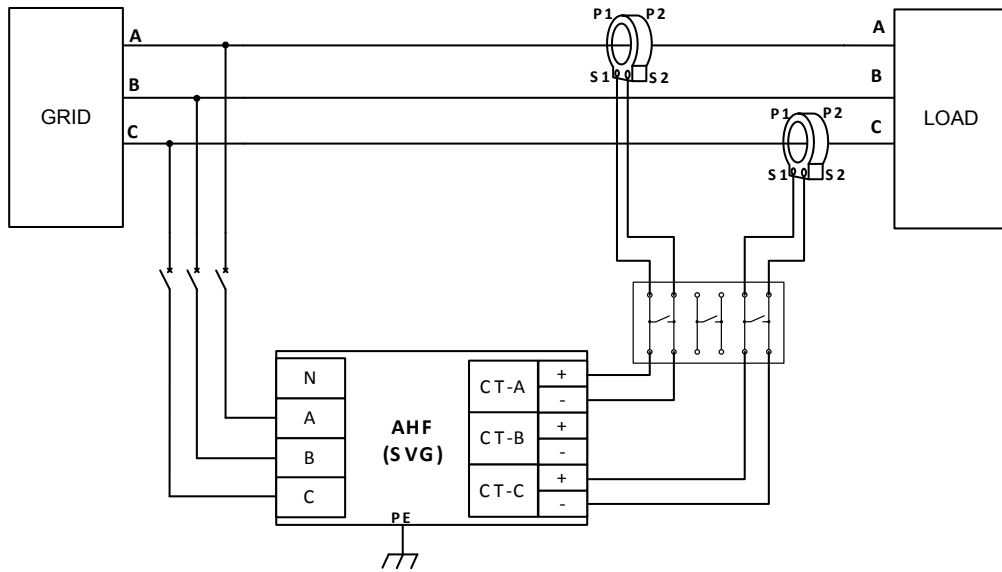 P1 P2
A
A
S1 S2
B
B
P1 P2
GRID
LOAD
C
C
S1 S2
N
CT-A
+
-
A
AHF
(SVG)
CT-B
+
-
B
C
CT-C
+
-
PE